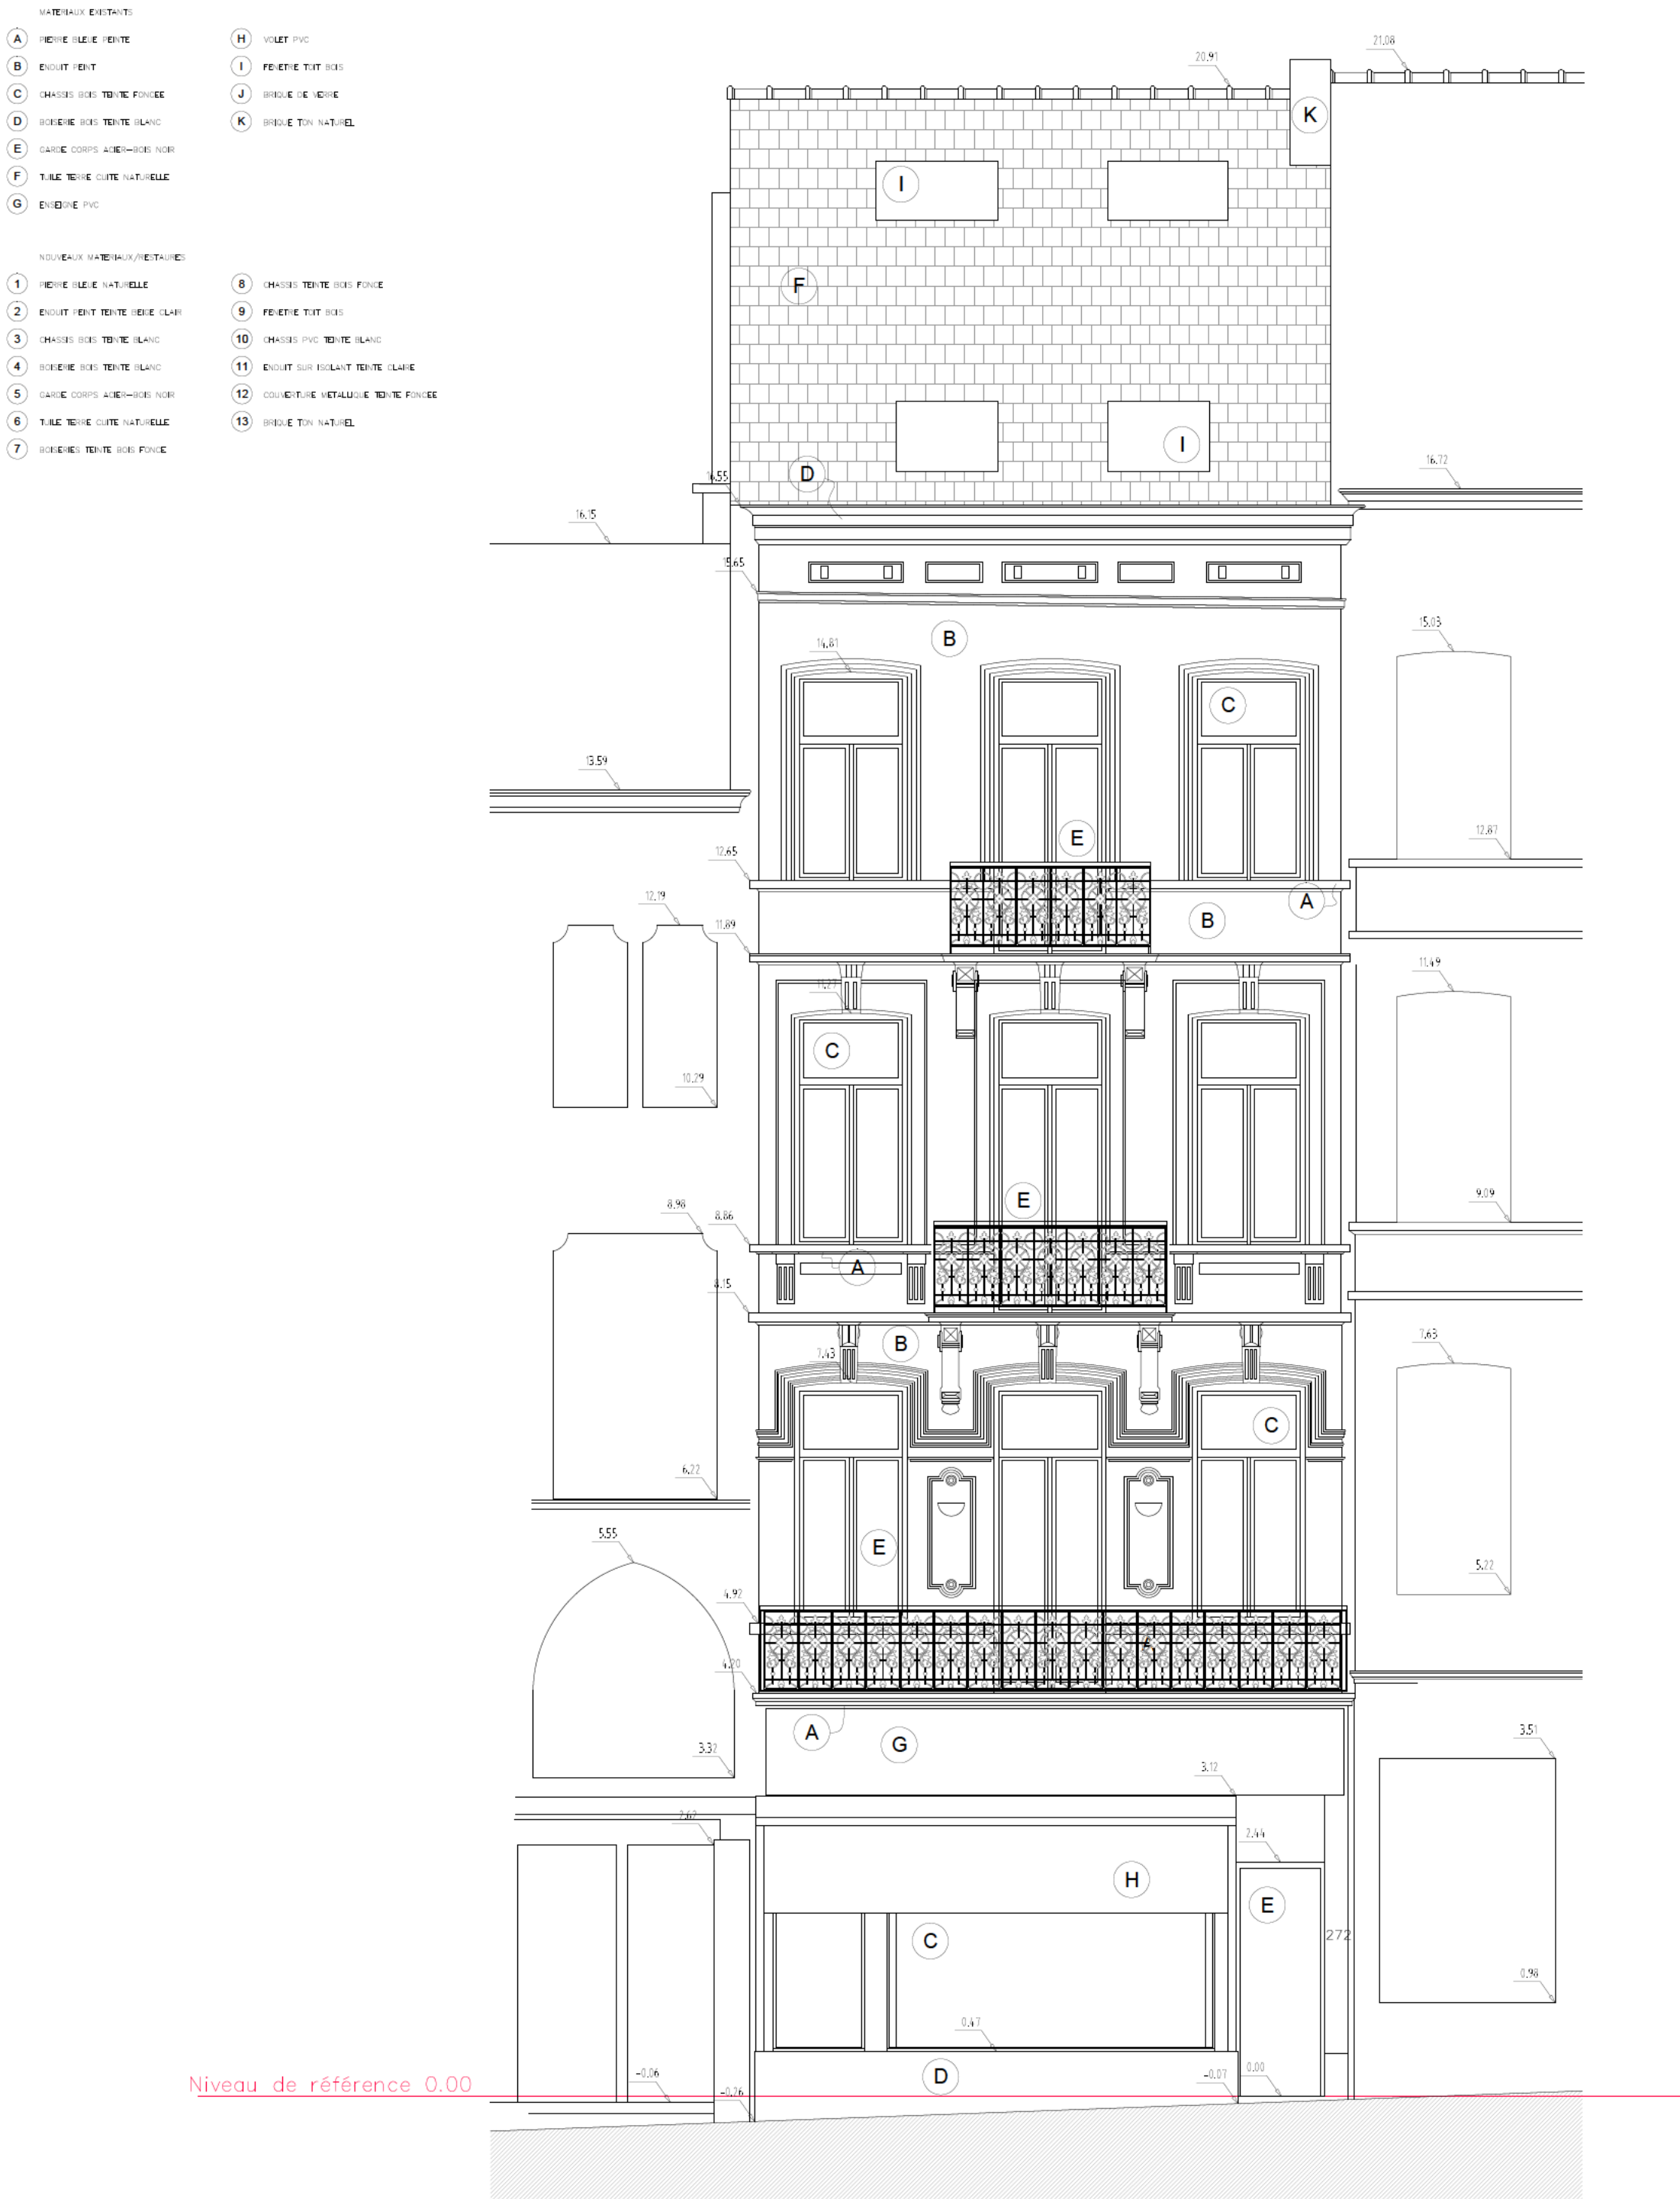 MATERIAUX EXISTANTS
A PIERRE BLEUE PEINTE
B ENDUIT PEINT
C CHASSIS BOIS TEINTE FONCEE
D BOISERIE BOIS TEINTE BLANC
E GARDE CORPS ACIER-BOIS NOIR
F TUILE TERRE CUITE NATURELLE
G ENSEIGNE PVC
H VOLET PVC
I FENETRE TOIT BOIS
J BRIQUE DE VERRE
K BRIQUE TON NATUREL
NOUVEAUX MATERIAUX/RESTAURES
1 PIERRE BLEUE NATURELLE
2 ENDUIT PEINT TEINTE BEIGE CLAIR
3 CHASSIS BOIS TEINTE BLANC
4 BOISERIE BOIS TEINTE BLANC
5 GARDE CORPS ACIER-BOIS NOIR
6 TUILE TERRE CUITE NATURELLE
7 BOISERIES TEINTE BOIS FONCE
8 CHASSIS TEINTE BOIS FONCE
9 FENETRE TOIT BOIS
10 CHASSIS PVC TEINTE BLANC
11 ENDUIT SUR ISOLANT TEINTE CLAIRE
12 COUVERTURE METALLIQUE TEINTE FONCEE
13 BRIQUE TON NATUREL
21.08
20.91
K
I
F
I
16.72
D
16.55
16.15
15.65
15.03
B
14.81
C
13.59
E
12.87
12.65
A
12.19
B
11.89
11.49
11.27
C
10.29
E
9.09
8.98
8.86
A
8.15
B
7.63
7.43
C
6.22
E
5.55
5.22
4.92
A
4.20
A
G
3.51
3.32
3.12
2.62
2.44
H
E
C
272
0.98
0.47
0.00
D
-0.06
-0.07
Niveau de référence 0.00
-0.26